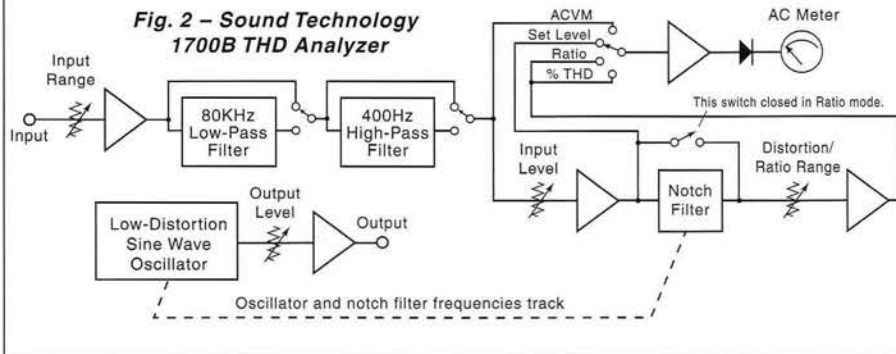 Fig. 2 – Sound Technology
1700B THD Analyzer
ACVM
Set Level
Ratio
% THD
AC Meter
Input
Range
Input
80KHz
Low-Pass
Filter
400Hz
High-Pass
Filter
This switch closed in Ratio mode.
Input
Level
Notch
Filter
Distortion/
Ratio Range
Low-Distortion
Sine Wave
Oscillator
Output
Level
Output
Oscillator and notch filter frequencies track